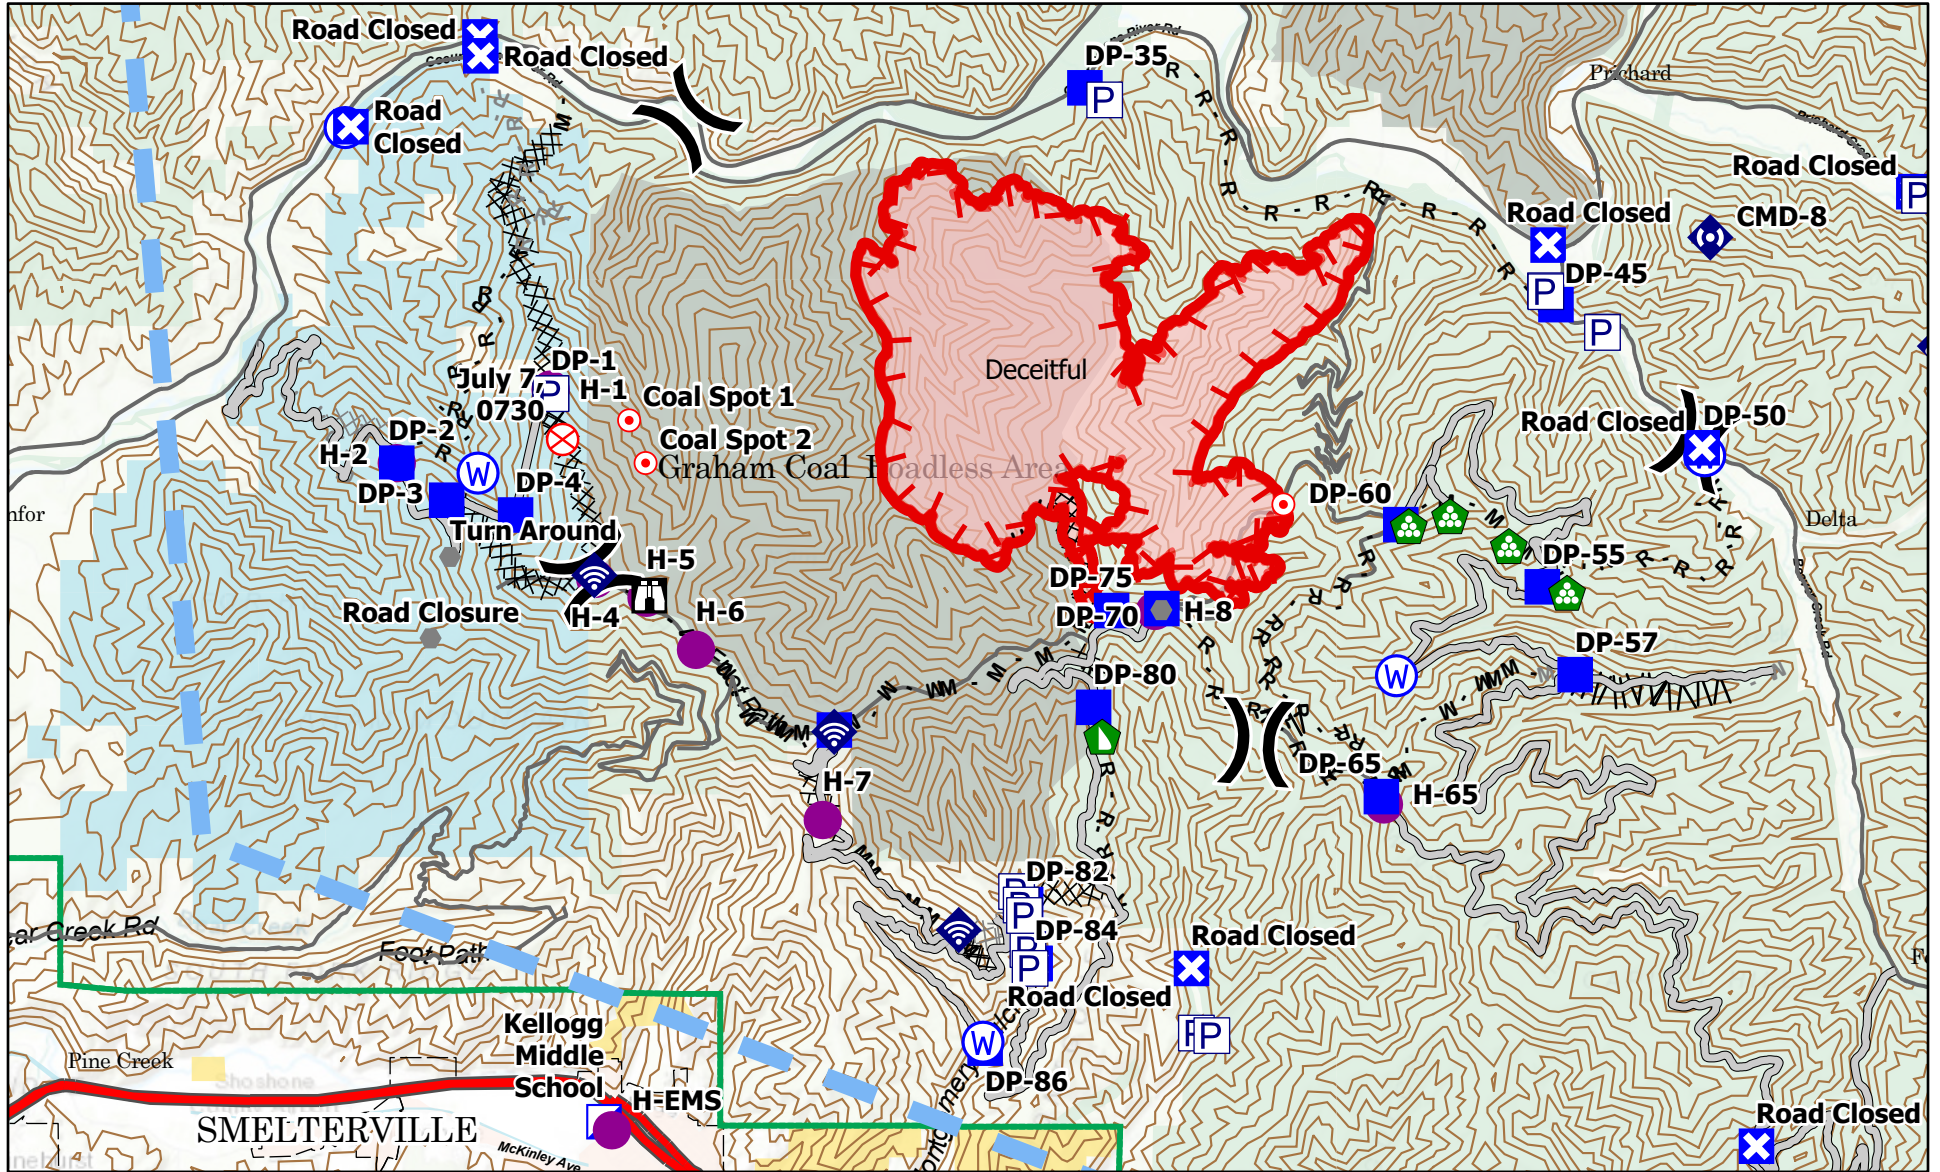 Road Closed
Road Closed
DP-35
P
Prichard
Road
Closed
Road Closed
P
Road Closed
CMD-8
DP-45
P
P
DP-1
July 7,
0730
P
H-1
Coal Spot 1
Deceitful
Coal Spot 2
Graham Coal Roadless Area
DP-2
H-2
W
DP-3
DP-4
Road Closed
DP-50
DP-60
Delta
Turn Around
H-5
DP-55
DP-75
Road Closure
H-4
H-6
DP-70
H-8
DP-57
W
DP-80
Foot Path
DP-65
H-65
H-7
DP-82
P
DP-84
P
Road Closed
Foot Path
Road Closed
P
P
W
Kellogg
Middle
School
DP-86
Pine Creek
Shoshone
H-EMS
SMELTERVILLE
McKinley Ave
Road Closed